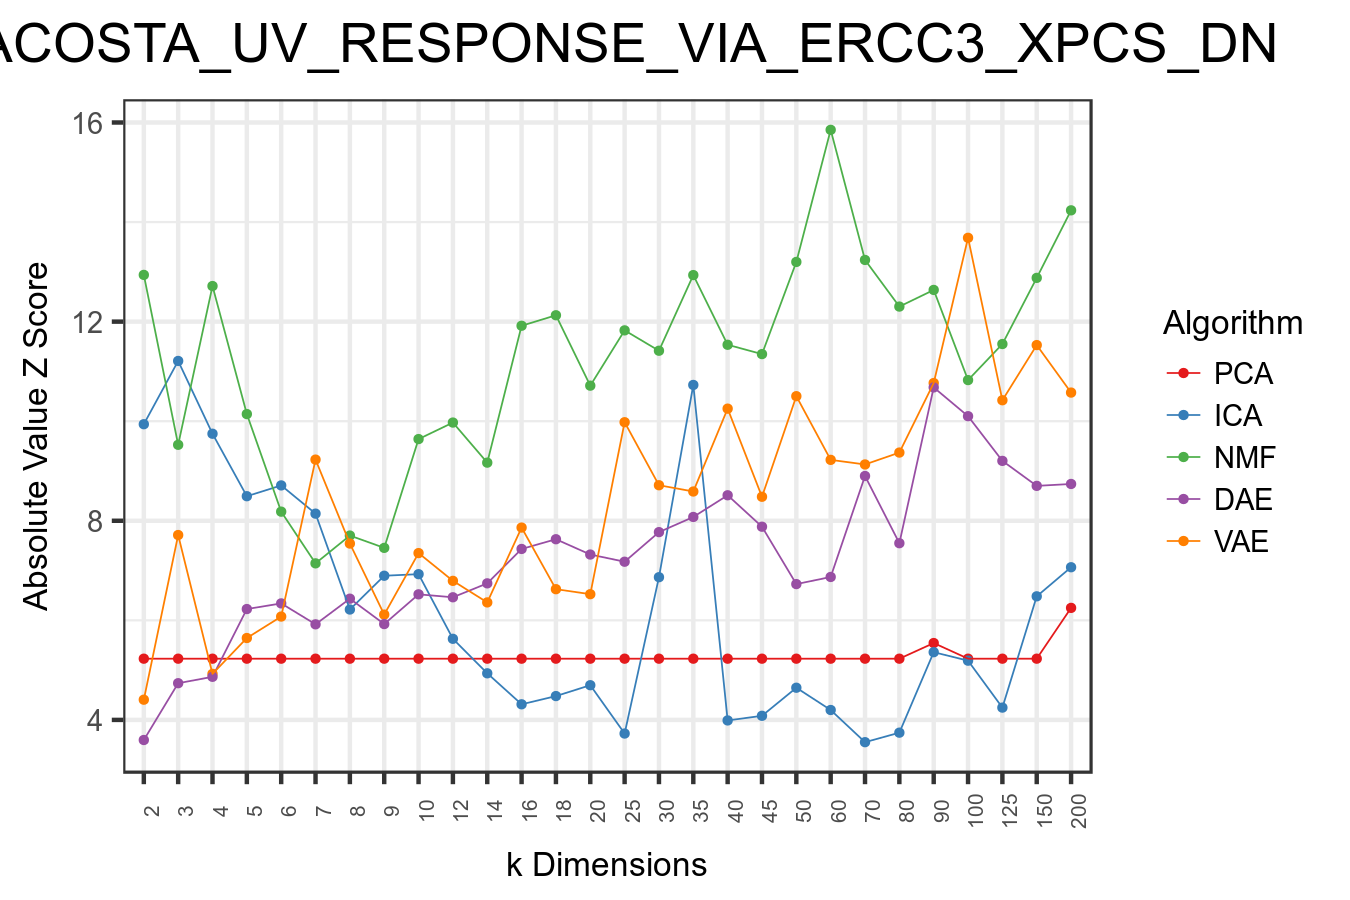 ACOSTA_UV_RESPONSE_VIA_ERCC3_XPCS_DN
16
12
8
4
Absolute Value Z Score
2 3 4 5 6 7 8 9 10 12 14 16 18 20 25 30 35 40 45 50 60 70 80 90 100 125 150 200
k Dimensions
Algorithm
PCA
ICA
NMF
DAE
VAE